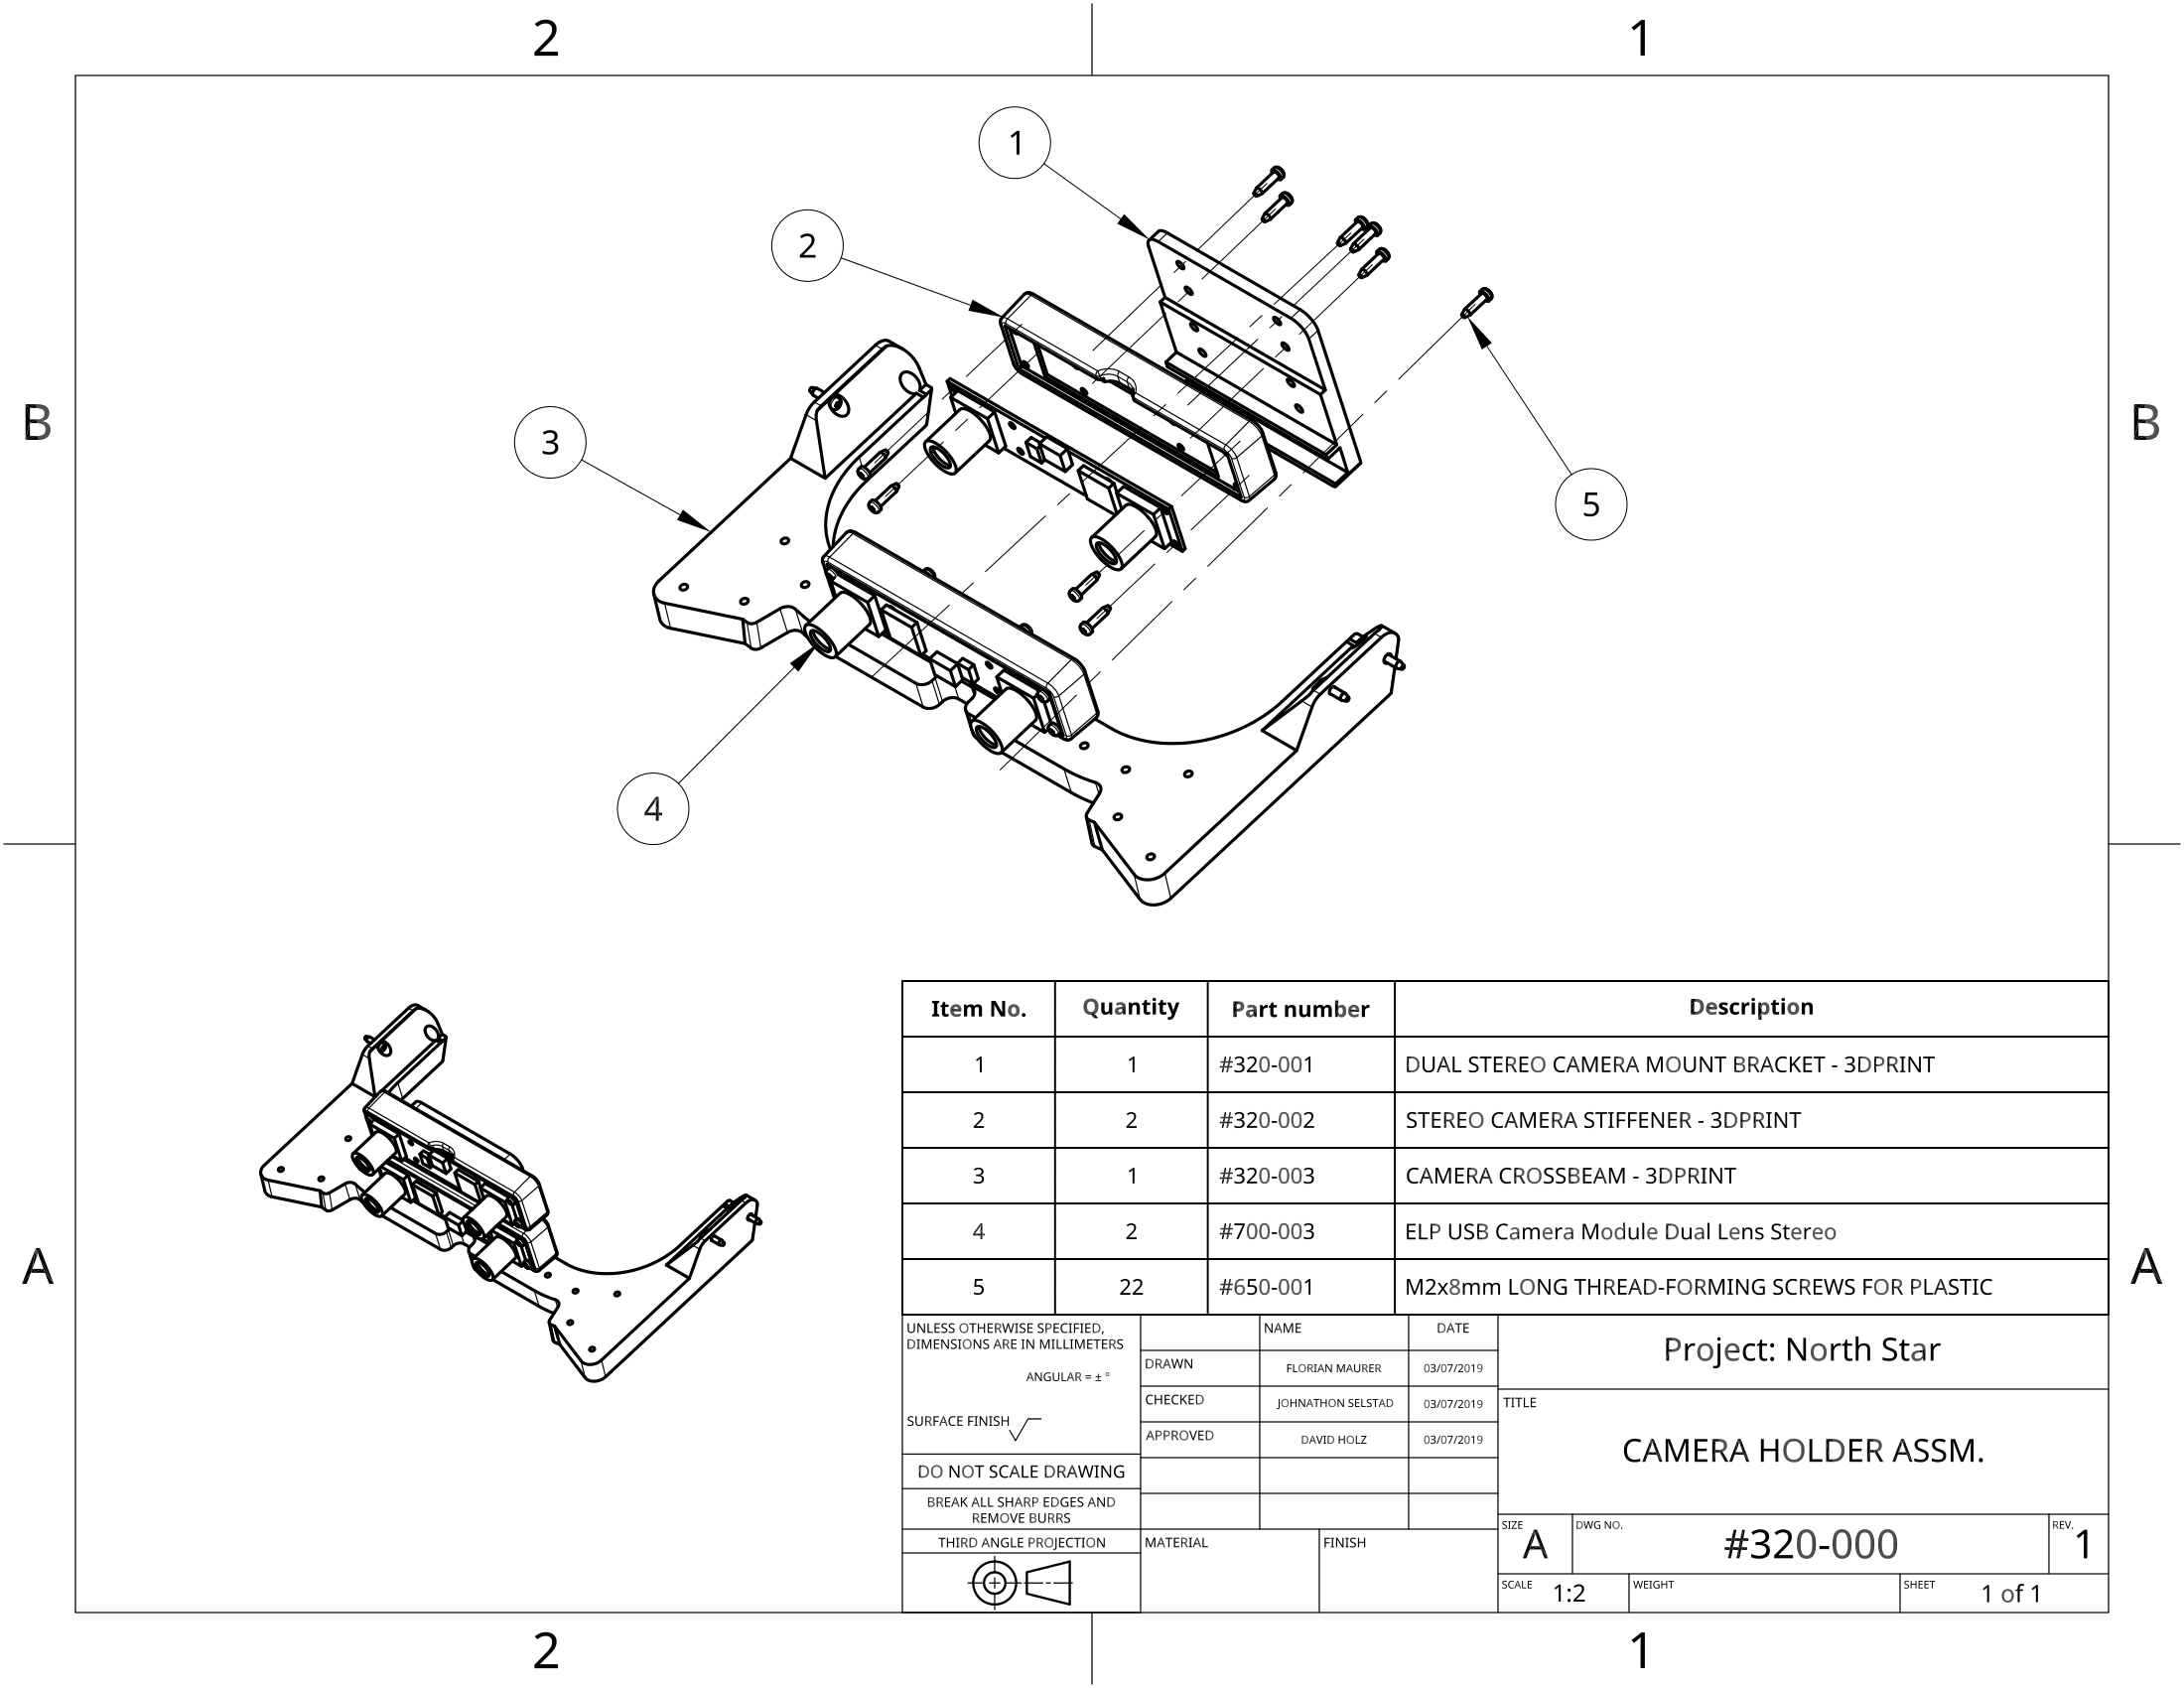 2 1
1
2
B B
3
5
4
Item No. Quantity Part number Description
1 1 #320-001 DUAL STEREO CAMERA MOUNT BRACKET - 3DPRINT
2 2 #320-002 STEREO CAMERA STIFFENER - 3DPRINT
3 1 #320-003 CAMERA CROSSBEAM - 3DPRINT
4 2 #700-003 ELP USB Camera Module Dual Lens Stereo
5 22 #650-001 M2x8mm LONG THREAD-FORMING SCREWS FOR PLASTIC
A A
UNLESS OTHERWISE SPECIFIED,
DIMENSIONS ARE IN MILLIMETERS
ANGULAR = ± °
SURFACE FINISH
DO NOT SCALE DRAWING
BREAK ALL SHARP EDGES AND
REMOVE BURRS
THIRD ANGLE PROJECTION
NAME DATE
DRAWN FLORIAN MAURER 03/07/2019
CHECKED JOHNATHON SELSTAD 03/07/2019
APPROVED DAVID HOLZ 03/07/2019
MATERIAL FINISH
Project: North Star
TITLE
CAMERA HOLDER ASSM.
SIZE A DWG NO. #320-000 REV. 1
SCALE 1:2 WEIGHT SHEET 1 of 1
2 1